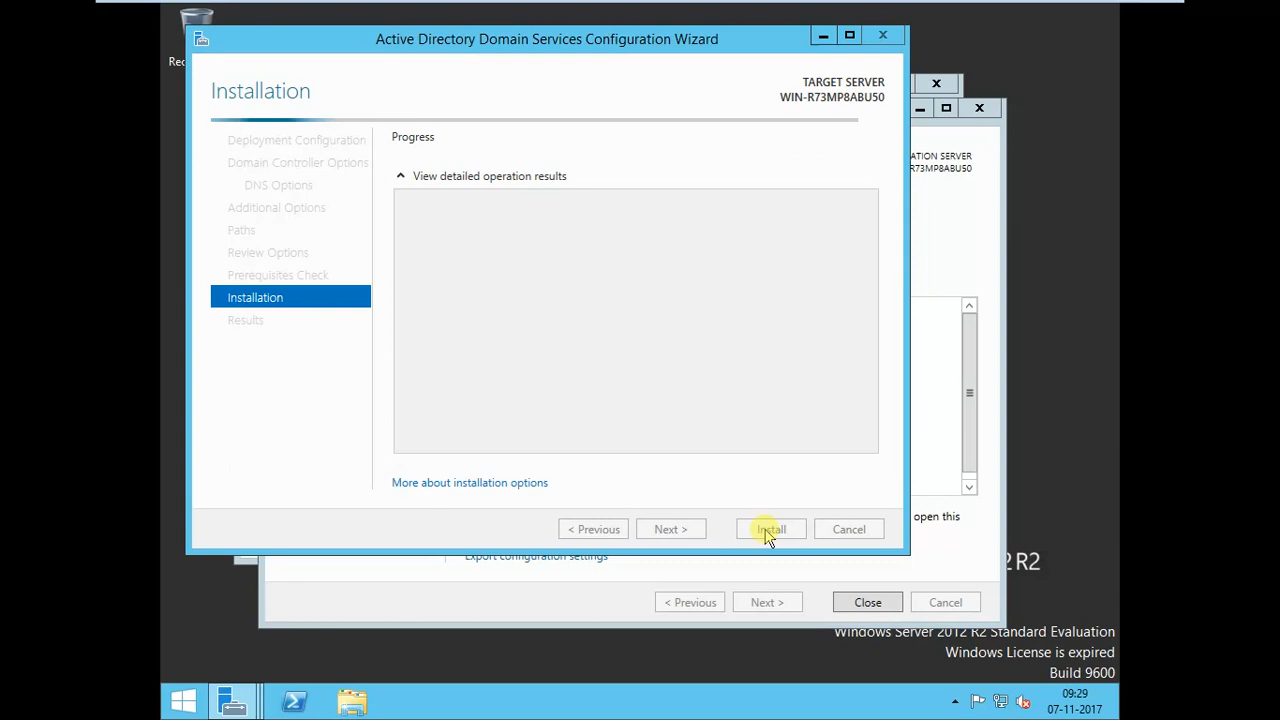 Rec
Active Directory Domain Services Configuration Wizard
Installation
TARGET SERVER
WIN-R73MP8ABU50
Deployment Configuration
Domain Controller Options
DNS Options
Additional Options
Paths
Review Options
Prerequisites Check
Installation
Results
Progress
View detailed operation results
More about installation options
< Previous
Next >
Install
Cancel
ATION SERVER
R73MP8ABU50
open this
Export configuration settings
< Previous
Next >
Close
Cancel
2 R2
Windows Server 2012 R2 Standard Evaluation
Windows License is expired
Build 9600
09:29
07-11-2017